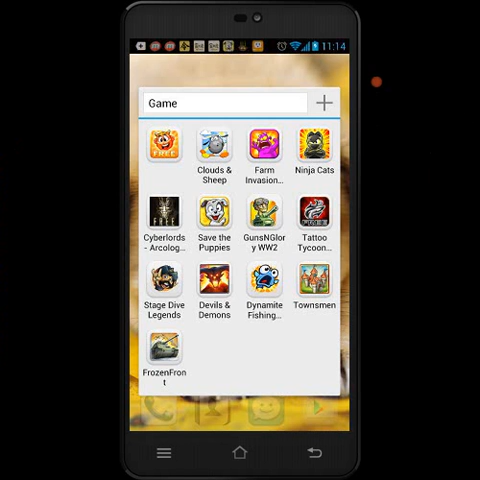 11:14
Game
FREE
Clouds &
Sheep
Farm
Invasion...
Ninja Cats
FREE
Cyberlords
- Arcolog...
Save the
Puppies
GunsNGlor
y WW2
Tattoo
Tycoon...
Stage Dive
Legends
Devils &
Demons
Dynamite
Fishing...
Townsmen
FrozenFron
t